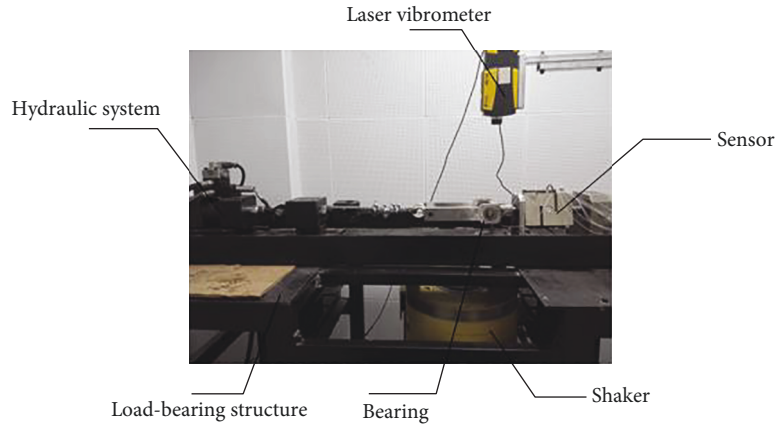 Laser vibrometer
Hydraulic system
Sensor
Load-bearing structure
Bearing
Shaker